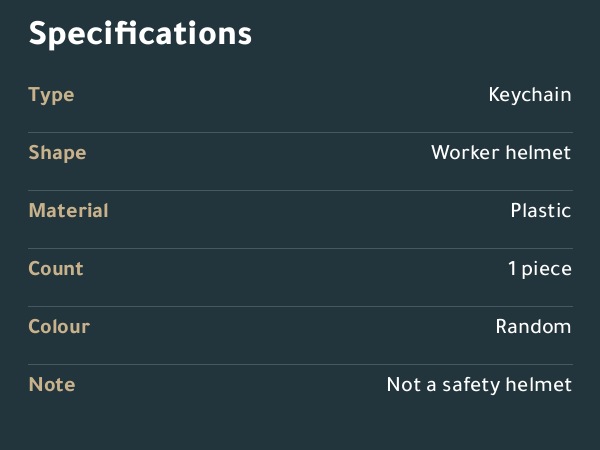 Specifications
Type Keychain
Shape Worker helmet
Material Plastic
Count 1 piece
Colour Random
Note Not a safety helmet